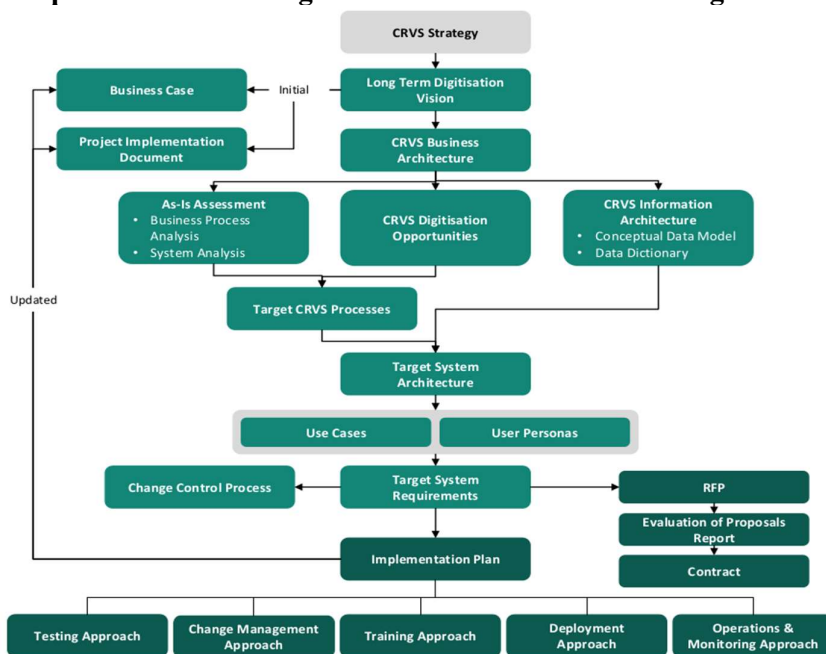 CRVS Strategy
Business Case
Initial
Long Term Digitisation
Vision
Project Implementation
Document
CRVS Business
Architecture
As-Is Assessment
• Business Process
Analysis
• System Analysis
CRVS Digitisation
Opportunities
CRVS Information
Architecture
• Conceptual Data Model
• Data Dictionary
Updated
Target CRVS Processes
Target System
Architecture
Use Cases
User Personas
Change Control Process
Target System
Requirements
RFP
Evaluation of Proposals
Report
Contract
Implementation Plan
Testing Approach
Change Management
Approach
Training Approach
Deployment
Approach
Operations &
Monitoring Approach